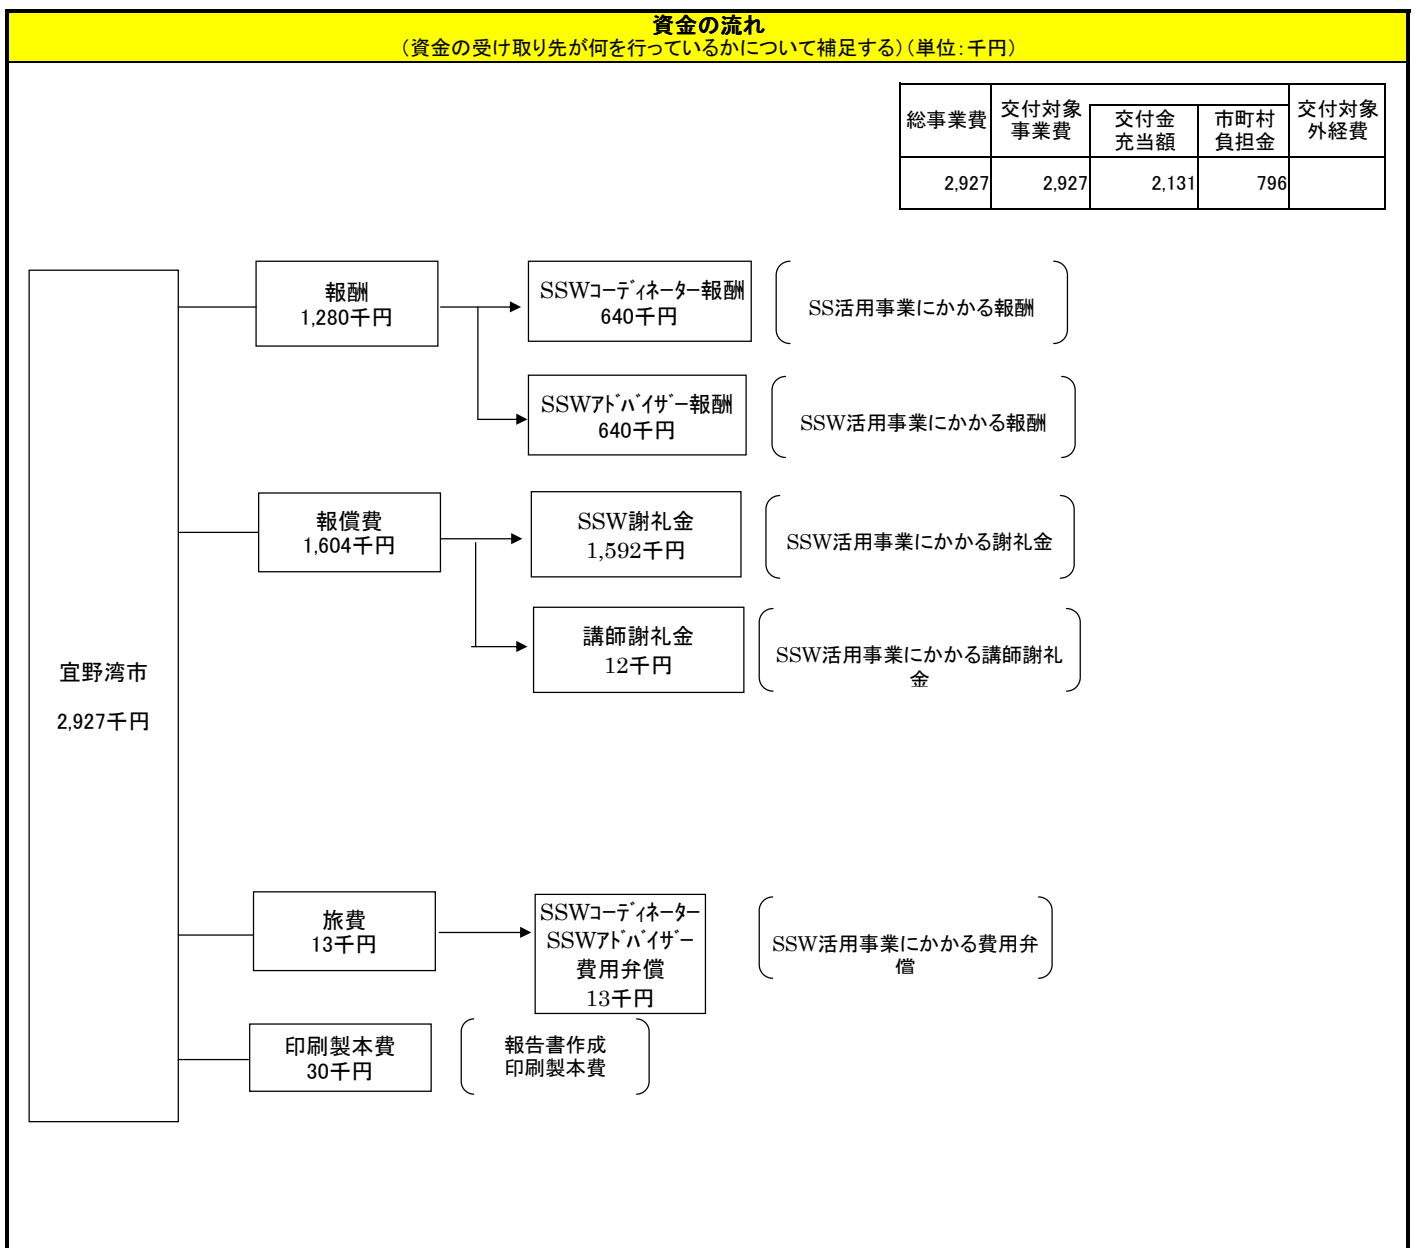 資金の流れ
（資金の受け取り先が何を行っているかについて補足する）（単位：千円）
総事業費
交付対象
事業費
交付金
充当額
市町村
負担金
交付対象
外経費
2,927
2,927
2,131
796
報酬
1,280千円
SSWｺｰﾃﾞｨﾈｰﾀｰ報酬
640千円
SS活用事業にかかる報酬
SSWｱﾄﾞﾊﾞｲｻﾞｰ報酬
640千円
SSW活用事業にかかる報酬
報償費
1,604千円
SSW謝礼金
1,592千円
SSW活用事業にかかる謝礼金
講師謝礼金
12千円
SSW活用事業にかかる講師謝礼
金
宜野湾市
2,927千円
旅費
13千円
SSWｺｰﾃﾞｨﾈｰﾀｰ
SSWｱﾄﾞﾊﾞｲｻﾞｰ
費用弁償
13千円
SSW活用事業にかかる費用弁
償
印刷製本費
30千円
報告書作成
印刷製本費